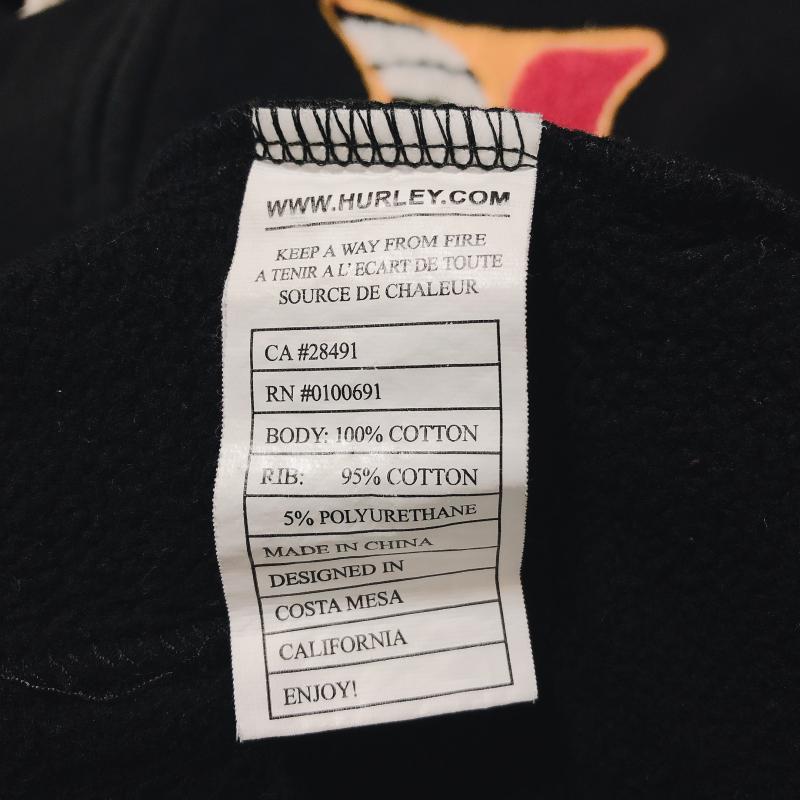 WWW.HURLEY.COM
KEEP A WAY FROM FIRE
A TENIR A L' ECART DE TOUTE
SOURCE DE CHALEUR
CA #28491
RN #0100691
BODY: 100% COTTON
RIB: 95% COTTON
5% POLYURETHANE
MADE IN CHINA
DESIGNED IN
COSTA MESA
CALIFORNIA
ENJOY!